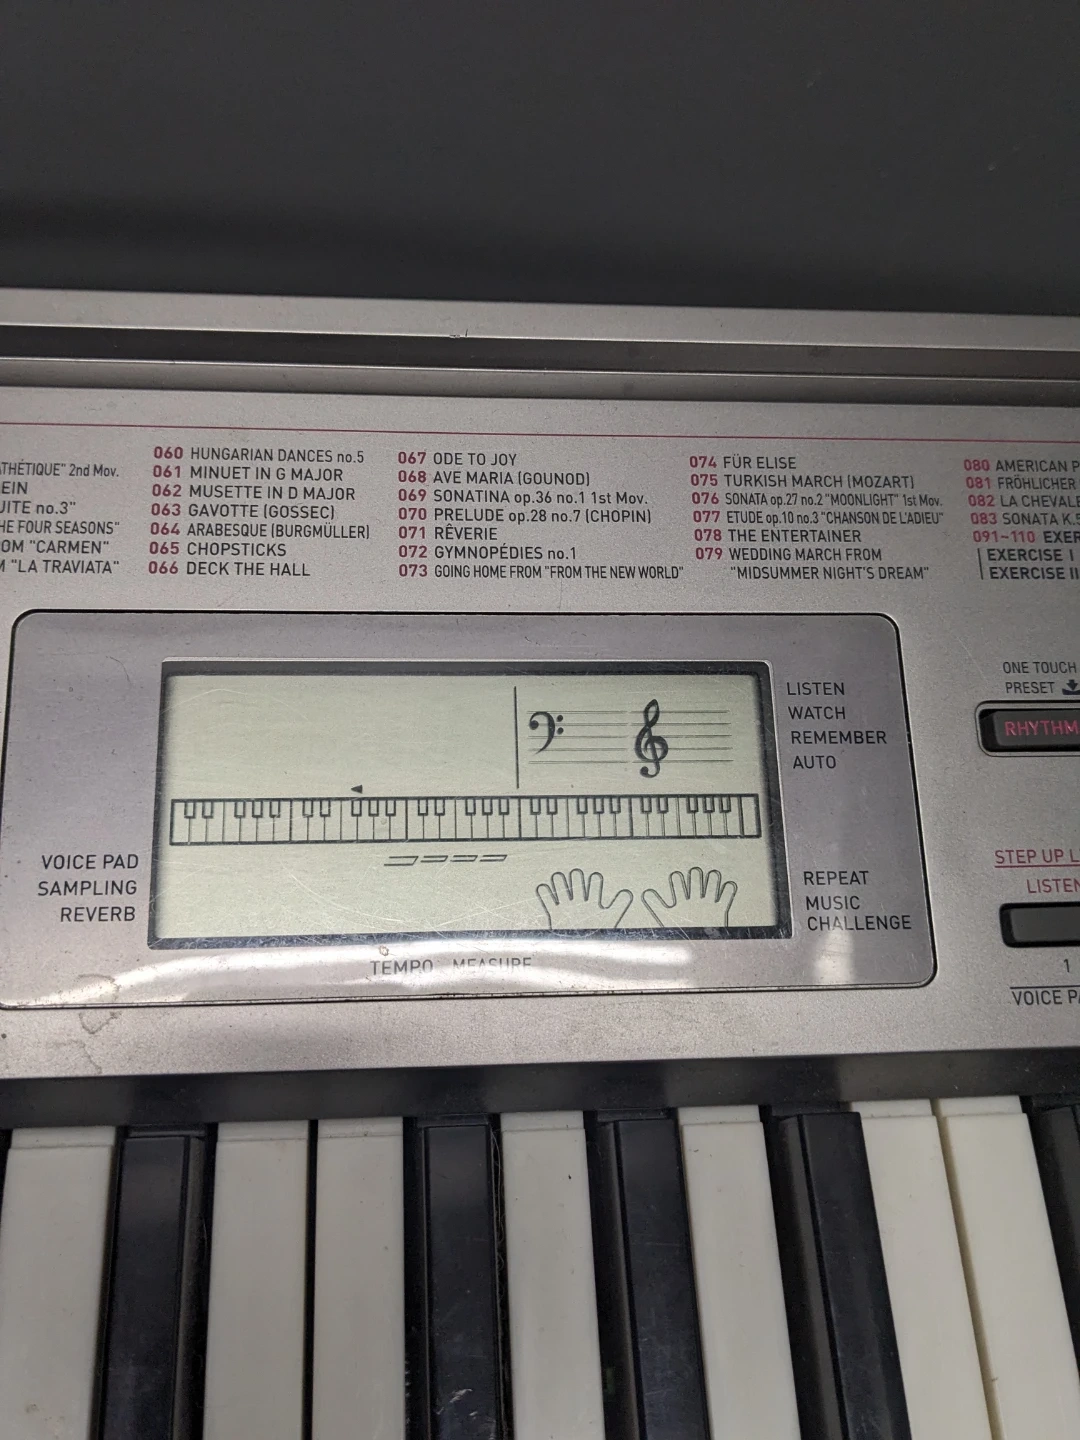 THÉTIQUE" 2nd Mov.
EIN
UITE no.3"
HE FOUR SEASONS"
OM "CARMEN"
M "LA TRAVIATA"
060 HUNGARIAN DANCES no.5
061 MINUET IN G MAJOR
062 MUSETTE IN D MAJOR
063 GAVOTTE (GOSSEC)
064 ARABESQUE (BURGMÜLLER)
065 CHOPSTICKS
066 DECK THE HALL
067 ODE TO JOY
068 AVE MARIA (GOUNOD)
069 SONATINA op.36 no.1 1st Mov.
070 PRELUDE op.28 no.7 (CHOPIN)
071 RÊVERIE
072 GYMNOPÉDIES no.1
073 GOING HOME FROM "FROM THE NEW WORLD"
074 FÜR ELISE
075 TURKISH MARCH (MOZART)
076 SONATA op.27 no.2 "MOONLIGHT" 1st Mov.
077 ETUDE op.10 no.3 "CHANSON DE L'ADIEU"
078 THE ENTERTAINER
079 WEDDING MARCH FROM
"MIDSUMMER NIGHT'S DREAM"
080 AMERICAN P
081 FRÖHLICHER
082 LA CHEVALE
083 SONATA K.5
091~110 EXER
EXERCISE I
EXERCISE II
LISTEN
WATCH
REMEMBER
AUTO
ONE TOUCH
PRESET
RHYTHM
VOICE PAD
SAMPLING
REVERB
REPEAT
MUSIC
CHALLENGE
TEMPO MEASURE
STEP UP L
LISTEN
1
VOICE PA